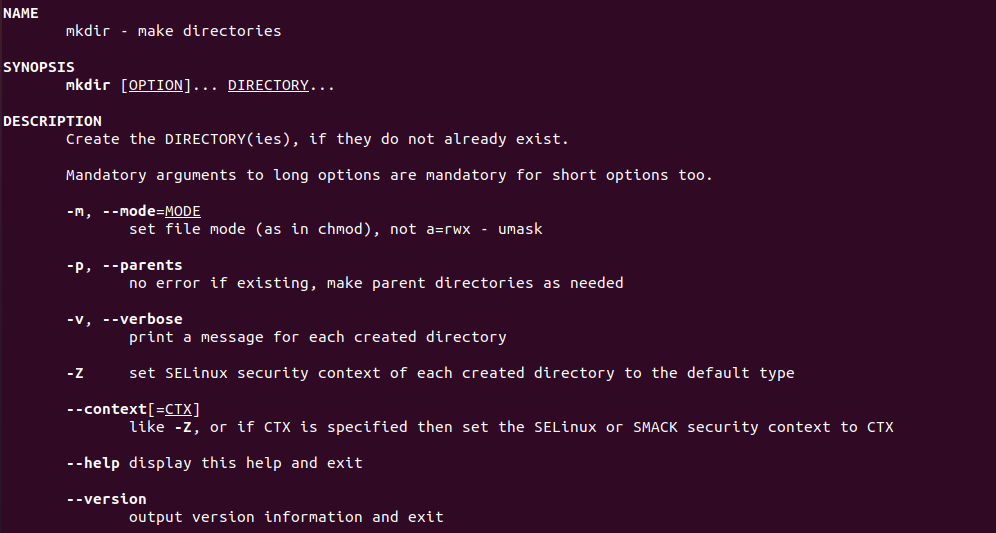 NAME
mkdir - make directories
SYNOPSIS
mkdir [OPTION]... DIRECTORY...
DESCRIPTION
Create the DIRECTORY(ies), if they do not already exist.
Mandatory arguments to long options are mandatory for short options too.
-m, --mode=MODE
set file mode (as in chmod), not a=rwx - umask
-p, --parents
no error if existing, make parent directories as needed
-v, --verbose
print a message for each created directory
-Z set SELinux security context of each created directory to the default type
--context[=CTX]
like -Z, or if CTX is specified then set the SELinux or SMACK security context to CTX
--help display this help and exit
--version
output version information and exit